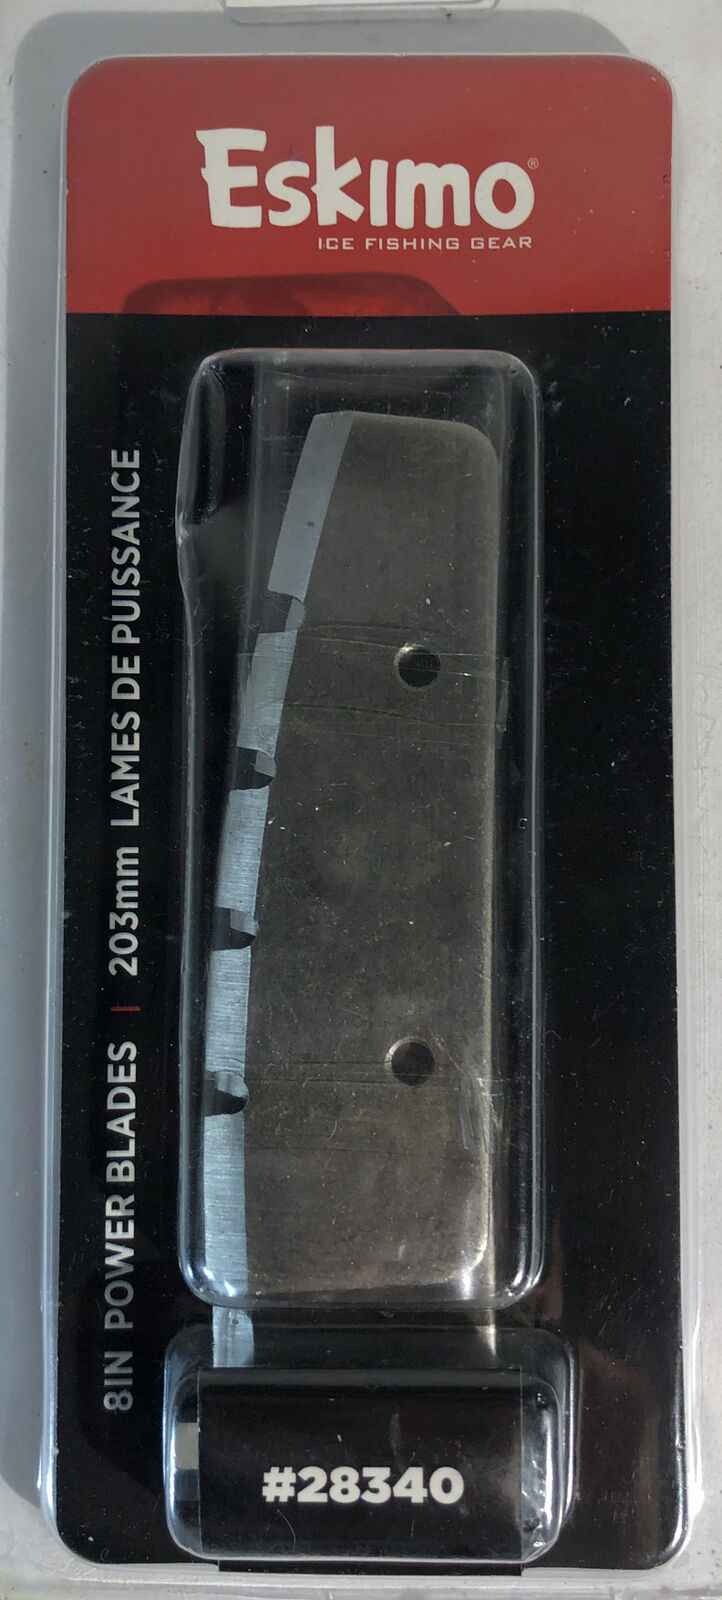 Eskimo®
ICE FISHING GEAR
8IN POWER BLADES | 203mm LAMES DE PUISSANCE
#28340